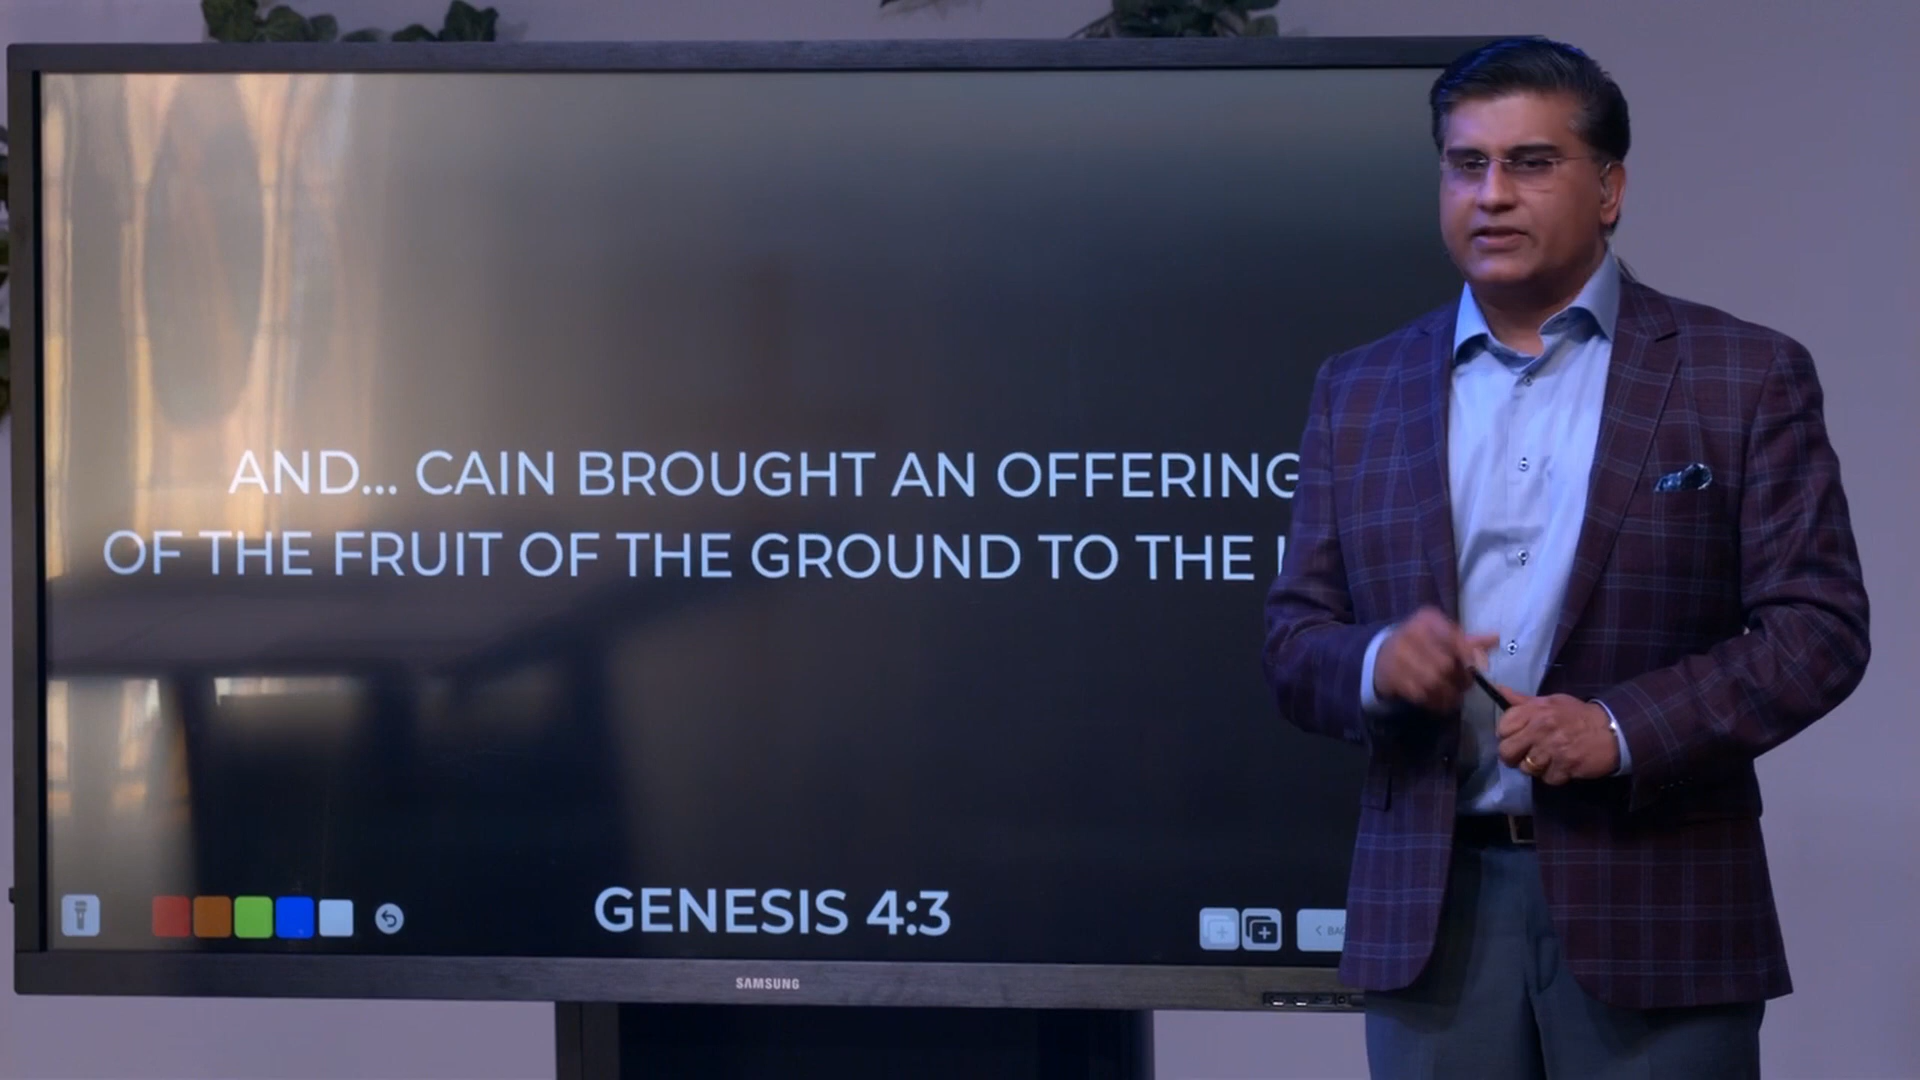 AND... CAIN BROUGHT AN OFFERING
OF THE FRUIT OF THE GROUND TO THE
GENESIS 4:3
SAMSUNG